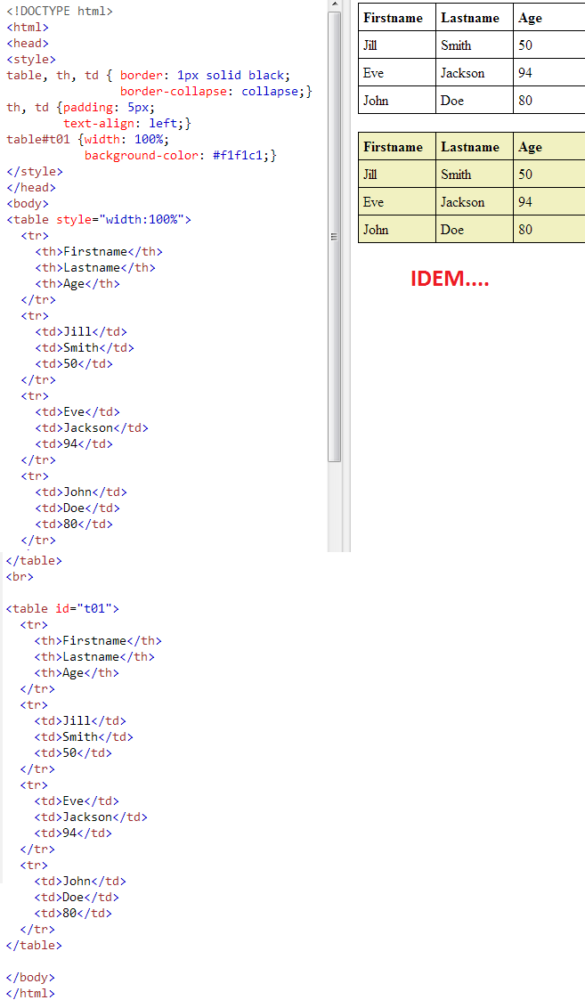 <!DOCTYPE html>
<html>
<head>
<style>
table, th, td { border: 1px solid black;
                border-collapse: collapse;}
th, td {padding: 5px;
        text-align: left;}
table#t01 {width: 100%;
           background-color: #f1f1c1;}
</style>
</head>
<body>
<table style="width:100%">
  <tr>
    <th>Firstname</th>
    <th>Lastname</th>
    <th>Age</th>
  </tr>
  <tr>
    <td>Jill</td>
    <td>Smith</td>
    <td>50</td>
  </tr>
  <tr>
    <td>Eve</td>
    <td>Jackson</td>
    <td>94</td>
  </tr>
  <tr>
    <td>John</td>
    <td>Doe</td>
    <td>80</td>
  </tr>
</table>
<br>

<table id="t01">
  <tr>
    <th>Firstname</th>
    <th>Lastname</th>
    <th>Age</th>
  </tr>
  <tr>
    <td>Jill</td>
    <td>Smith</td>
    <td>50</td>
  </tr>
  <tr>
    <td>Eve</td>
    <td>Jackson</td>
    <td>94</td>
  </tr>
  <tr>
    <td>John</td>
    <td>Doe</td>
    <td>80</td>
  </tr>
</table>

</body>
</html>
Firstname Lastname Age
Jill Smith 50
Eve Jackson 94
John Doe 80
Firstname Lastname Age
Jill Smith 50
Eve Jackson 94
John Doe 80
IDEM....